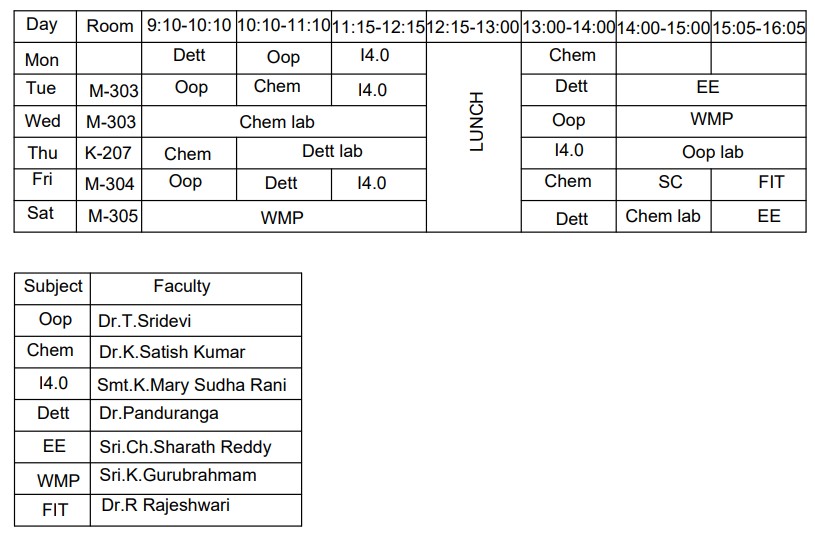 Day Room 9:10-10:10 10:10-11:10 11:15-12:15 12:15-13:00 13:00-14:00 14:00-15:00 15:05-16:05
Mon Dett Oop I4.0 Chem
Tue M-303 Oop Chem I4.0 Dett EE
Wed M-303 Chem lab Oop WMP
LUNCH
Thu K-207 Chem Dett lab I4.0 Oop lab
Fri M-304 Oop Dett I4.0 Chem SC FIT
Sat M-305 WMP Dett Chem lab EE
Subject Faculty
Oop Dr.T.Sridevi
Chem Dr.K.Satish Kumar
I4.0 Smt.K.Mary Sudha Rani
Dett Dr.Panduranga
EE Sri.Ch.Sharath Reddy
WMP Sri.K.Gurubrahmam
FIT Dr.R Rajeshwari